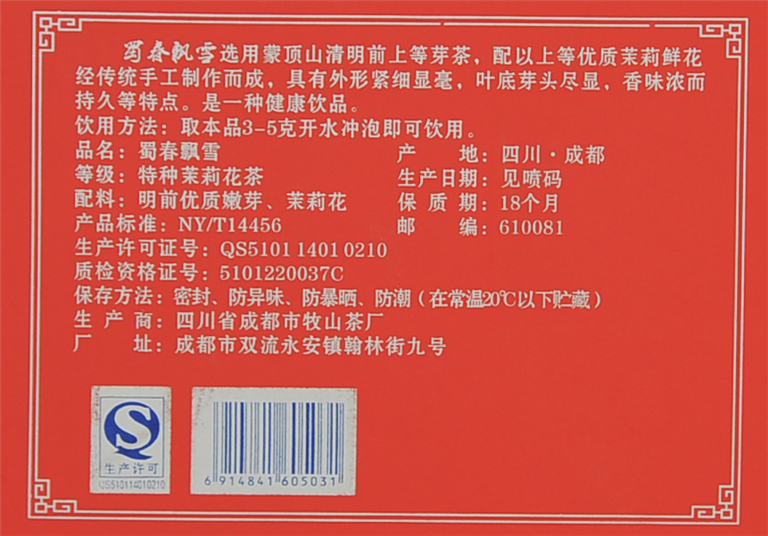 蜀春飘雪选用蒙顶山清明前上等芽茶，配以上等优质茉莉鲜花
经传统手工制作而成，具有外形紧细显毫，叶底芽头尽显，香味浓而
持久等特点。是一种健康饮品。
饮用方法：取本品3-5克开水冲泡即可饮用。
品名：蜀春飘雪 产 地：四川·成都
等级：特种茉莉花茶 生产日期：见喷码
配料：明前优质嫩芽、茉莉花 保 质 期：18个月
产品标准：NY/T14456 邮 编：610081
生产许可证号：QS5101 1401 0210
质检资格证号：5101220037C
保存方法：密封、防异味、防暴晒、防潮（在常温20℃以下贮藏）
生 产 商：四川省成都市牧山茶厂
厂 址：成都市双流永安镇翰林街九号
生产许可
QS510114010210
6 914841 605031